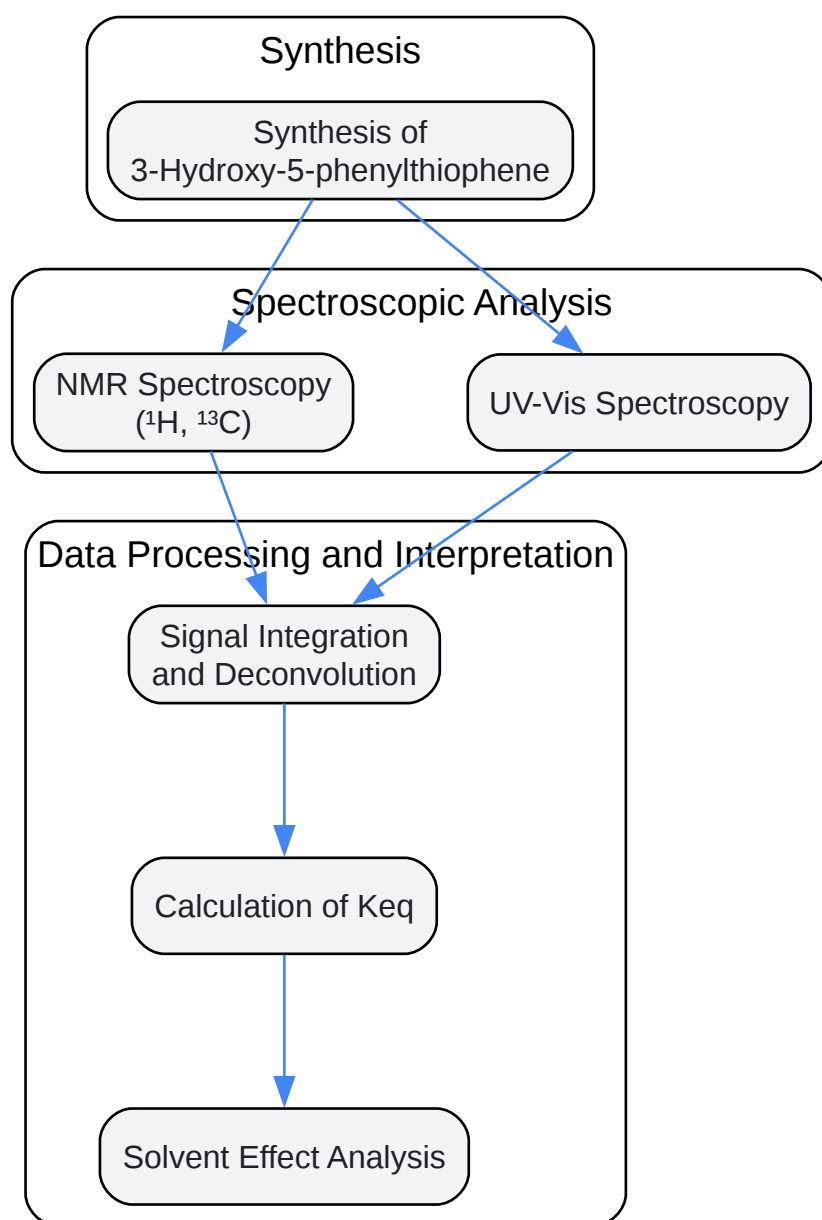 Synthesis
Synthesis of
3-Hydroxy-5-phenylthiophene
Spectroscopic Analysis
NMR Spectroscopy
(¹H, ¹³C)
UV-Vis Spectroscopy
Data Processing and Interpretation
Signal Integration
and Deconvolution
Calculation of Keq
Solvent Effect Analysis